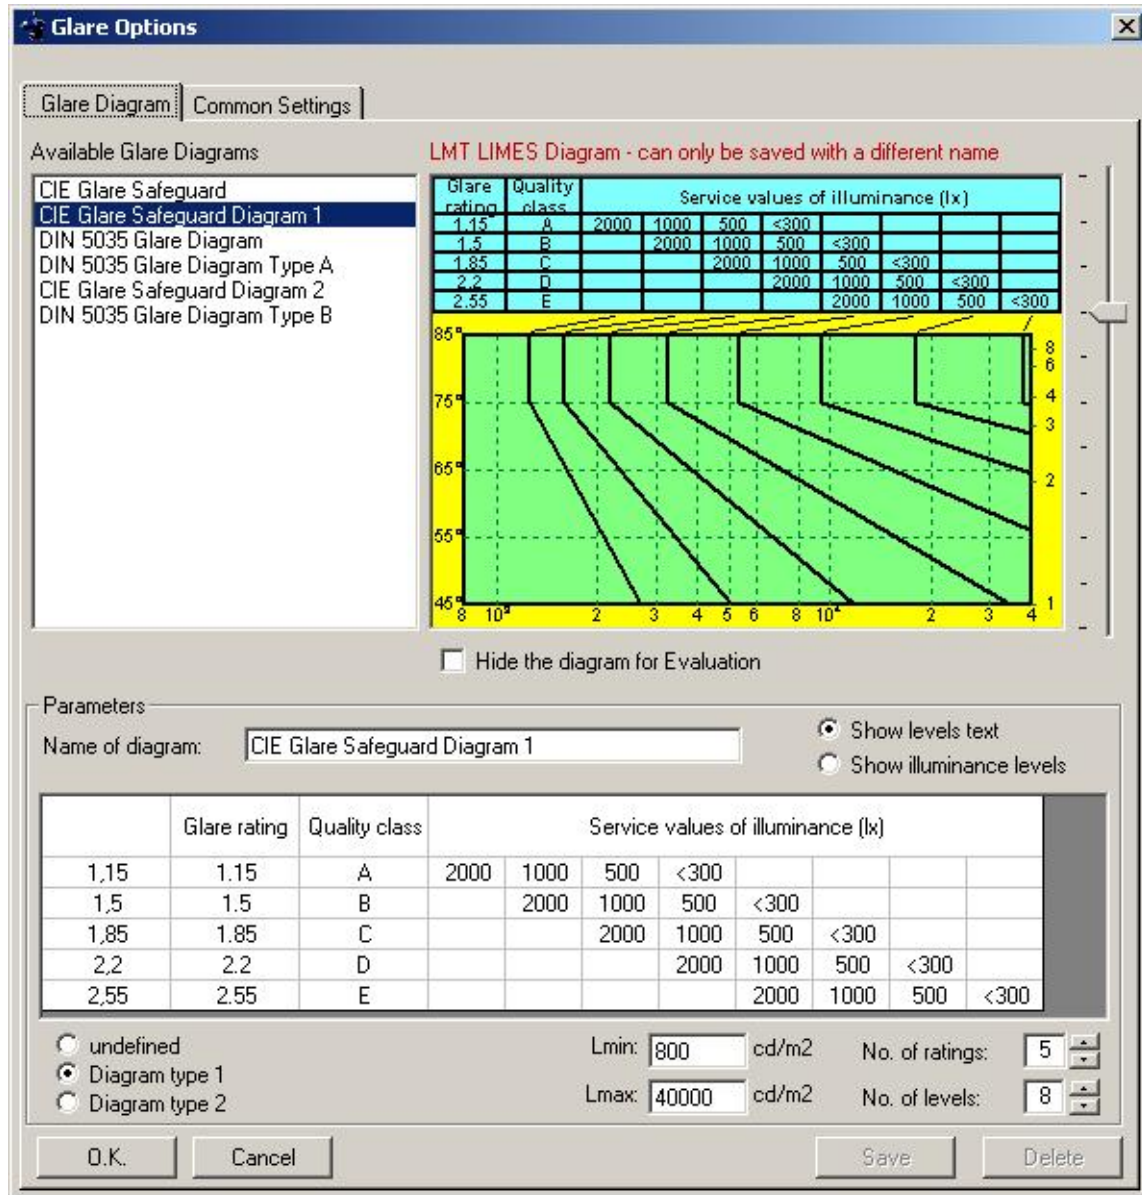 Glare Options
Glare Diagram Common Settings
Available Glare Diagrams
CIE Glare Safeguard
CIE Glare Safeguard Diagram 1
DIN 5035 Glare Diagram
DIN 5035 Glare Diagram Type A
CIE Glare Safeguard Diagram 2
DIN 5035 Glare Diagram Type B
LMT LIMES Diagram - can only be saved with a different name
Glare rating Quality class Service values of illuminance (lx)
1.15 A 2000 1000 500 <300
1.5 B 2000 1000 500 <300
1.85 C 2000 1000 500 <300
2.2 D 2000 1000 500 <300
2.55 E 2000 1000 500 <300
85° 8
6
75° 4
3
65° 2
55°
45° 1
8 10³ 2 3 4 5 6 8 10⁴ 2 3 4
Hide the diagram for Evaluation
Parameters
Name of diagram: CIE Glare Safeguard Diagram 1
Show levels text
Show illuminance levels
Glare rating Quality class Service values of illuminance (lx)
1,15 1.15 A 2000 1000 500 <300
1,5 1.5 B 2000 1000 500 <300
1,85 1.85 C 2000 1000 500 <300
2,2 2.2 D 2000 1000 500 <300
2,55 2.55 E 2000 1000 500 <300
undefined
Diagram type 1
Diagram type 2
Lmin: 800 cd/m2 No. of ratings: 5
Lmax: 40000 cd/m2 No. of levels: 8
O.K. Cancel Save Delete